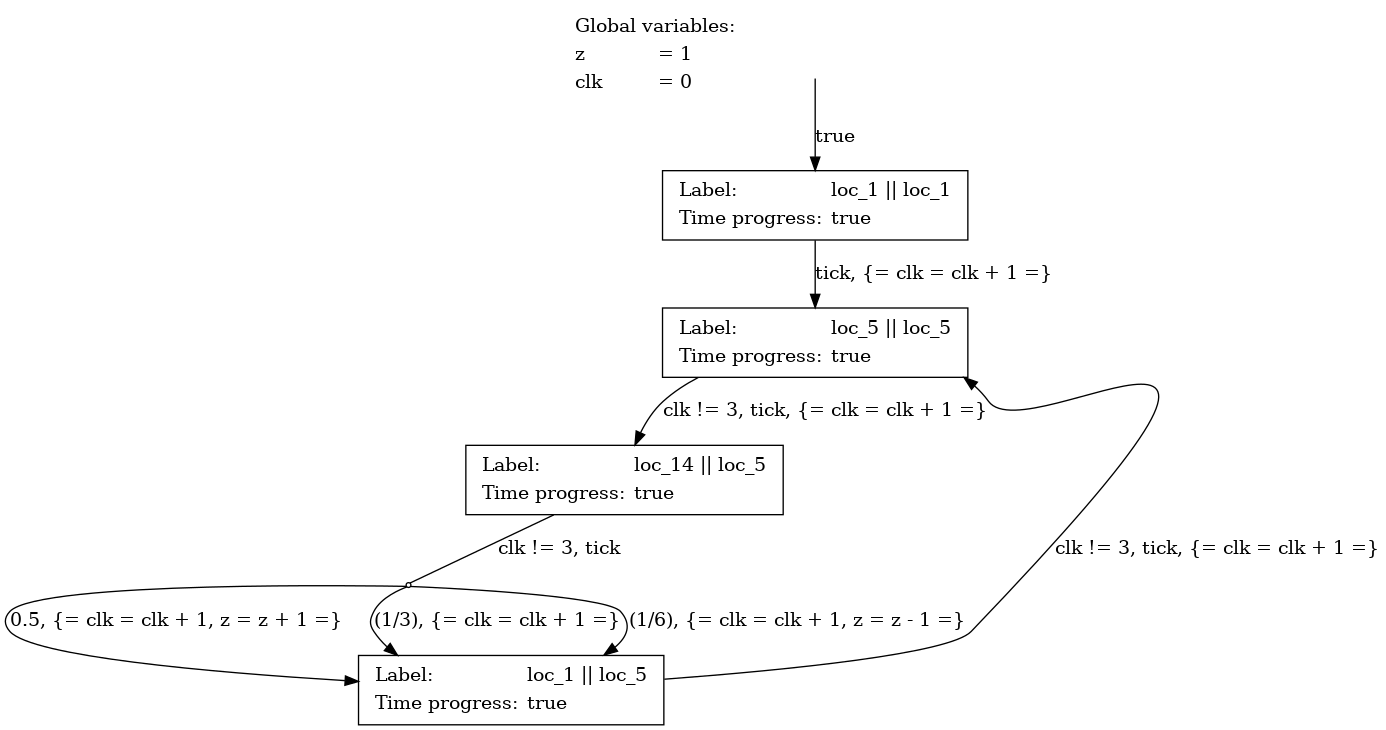 Global variables:
z = 1
clk = 0
true
Label: loc_1 || loc_1
Time progress: true
tick, {= clk = clk + 1 =}
Label: loc_5 || loc_5
Time progress: true
clk != 3, tick, {= clk = clk + 1 =}
Label: loc_14 || loc_5
Time progress: true
clk != 3, tick
clk != 3, tick, {= clk = clk + 1 =}
0.5, {= clk = clk + 1, z = z + 1 =}
(1/3), {= clk = clk + 1 =}
(1/6), {= clk = clk + 1, z = z - 1 =}
Label: loc_1 || loc_5
Time progress: true